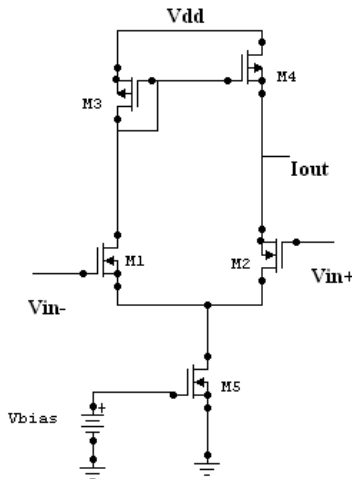 Vdd
M3
M4
Iout
M1
M2
Vin-
Vin+
M5
Vbias
+